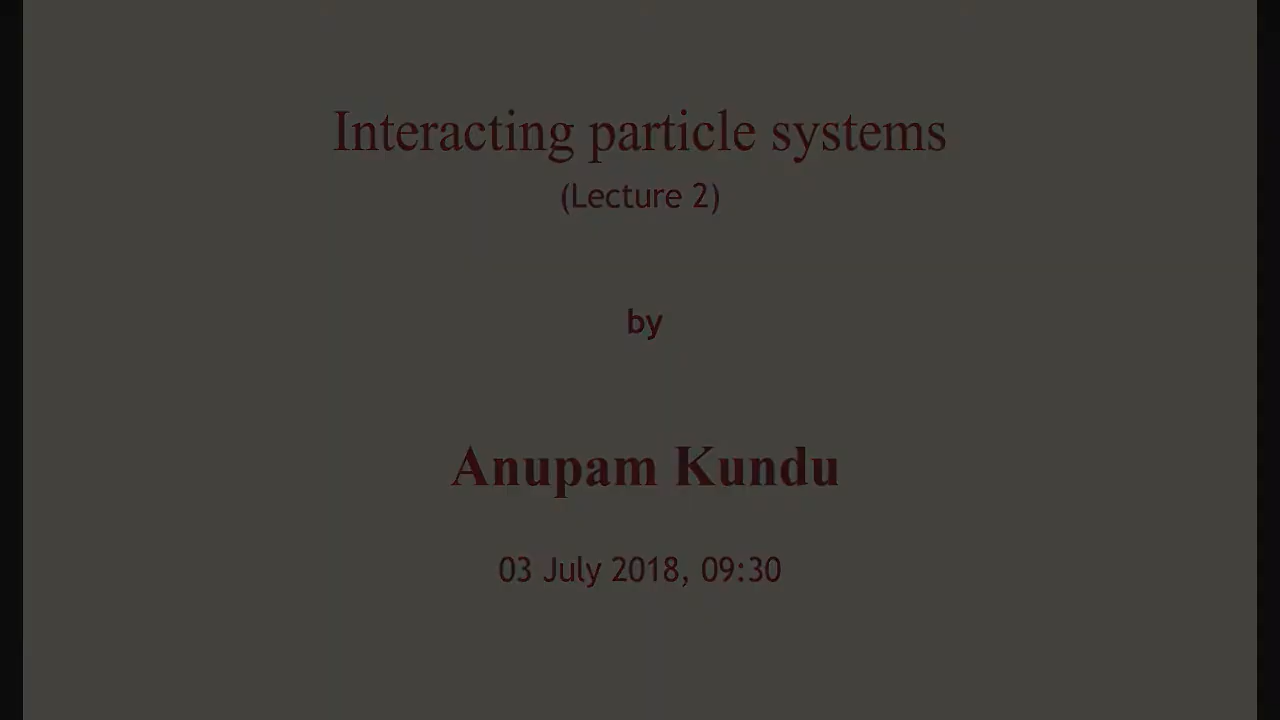 Interacting particle systems
(Lecture 2)
by
Anupam Kundu
03 July 2018, 09:30